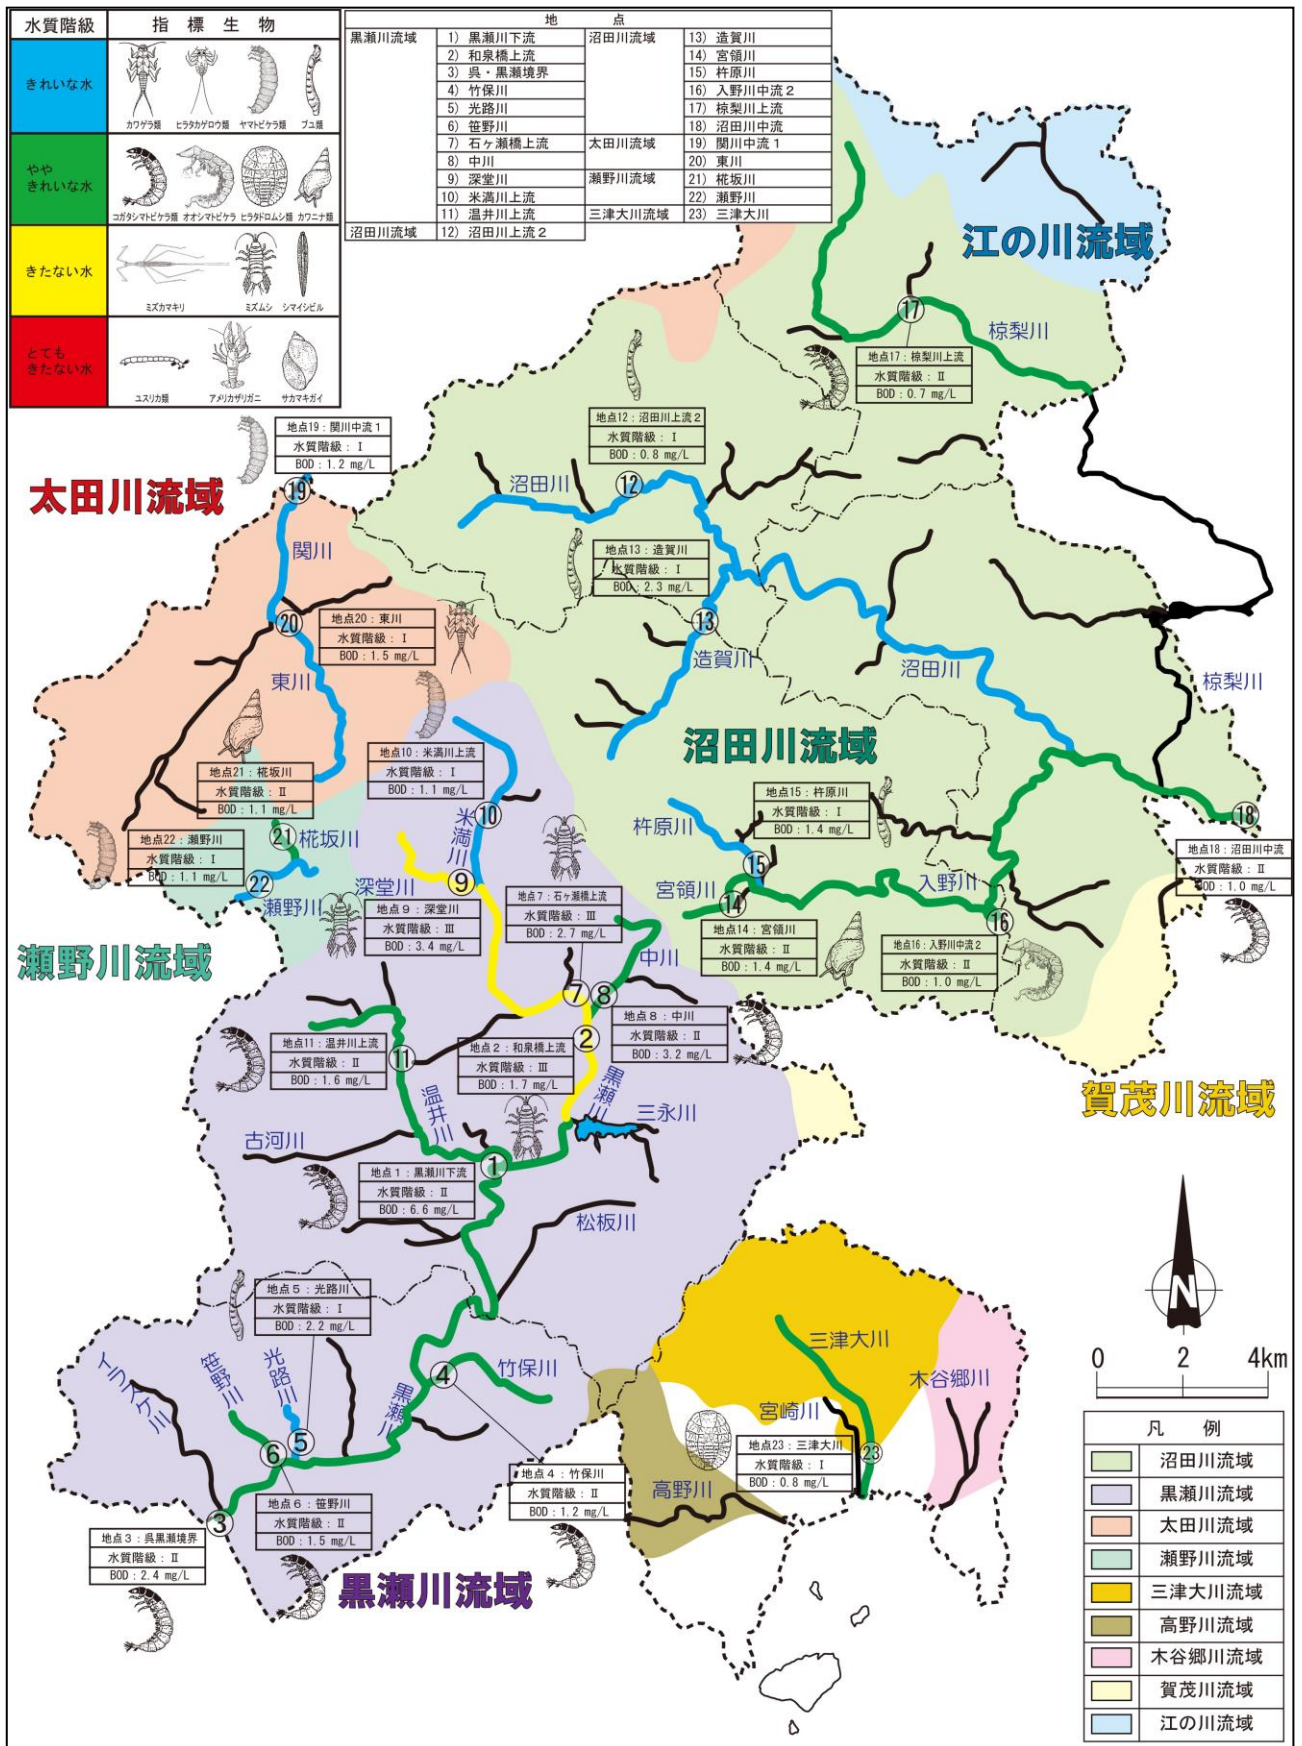 水質階級 指標生物
きれいな水
カワゲラ類 ヒラタカゲロウ類 ヤマトビケラ類 ブユ類
やや
きれいな水
コガタシマトビケラ類 オオシマトビケラ ヒラタドロムシ類 カワニナ類
きたない水
ミズカマキリ ミズムシ シマイシビル
とても
きたない水
ユスリカ類 アメリカザリガニ サカマキガイ
地点
黒瀬川流域 1) 黒瀬川下流 沼田川流域 13) 造賀川
2) 和泉橋上流 14) 宮領川
3) 呉・黒瀬境界 15) 杵原川
4) 竹保川 16) 入野川中流2
5) 光路川 17) 椋梨川上流
6) 笹野川 18) 沼田川中流
7) 石ヶ瀬橋上流 太田川流域 19) 関川中流1
8) 中川 20) 東川
9) 深堂川 瀬野川流域 21) 椛坂川
10) 米満川上流 22) 瀬野川
11) 温井川上流 三津大川流域 23) 三津大川
沼田川流域 12) 沼田川上流2
江の川流域
17
椋梨川
地点17：椋梨川上流
水質階級：Ⅱ
BOD：0.7 mg/L
地点12：沼田川上流2
水質階級：Ⅰ
BOD：0.8 mg/L
地点19：関川中流1
水質階級：Ⅰ
BOD：1.2 mg/L
太田川流域
19
沼田川
12
関川
地点13：造賀川
水質階級：Ⅰ
BOD：2.3 mg/L
20
地点20：東川
水質階級：Ⅰ
BOD：1.5 mg/L
13
造賀川
沼田川
東川
椋梨川
沼田川流域
地点10：米満川上流
水質階級：Ⅰ
BOD：1.1 mg/L
地点21：椛坂川
水質階級：Ⅱ
BOD：1.1 mg/L
地点15：杵原川
水質階級：Ⅰ
BOD：1.4 mg/L
10
米満川
杵原川
18
地点22：瀬野川
水質階級：Ⅰ
BOD：1.1 mg/L
21
椛坂川
地点18：沼田川中流
水質階級：Ⅱ
BOD：1.0 mg/L
15
22
瀬野川
深堂川
9
宮領川
14
入野川
16
地点7：石ヶ瀬橋上流
水質階級：Ⅲ
BOD：2.7 mg/L
地点9：深堂川
水質階級：Ⅲ
BOD：3.4 mg/L
地点14：宮領川
水質階級：Ⅱ
BOD：1.4 mg/L
地点16：入野川中流2
水質階級：Ⅱ
BOD：1.0 mg/L
瀬野川流域
中川
7
8
地点8：中川
水質階級：Ⅱ
BOD：3.2 mg/L
地点11：温井川上流
水質階級：Ⅱ
BOD：1.6 mg/L
11
地点2：和泉橋上流
水質階級：Ⅲ
BOD：1.7 mg/L
2
黒瀬川
賀茂川流域
温井川
三永川
古河川
1
地点1：黒瀬川下流
水質階級：Ⅱ
BOD：6.6 mg/L
松板川
地点5：光路川
水質階級：Ⅰ
BOD：2.2 mg/L
N
0 2 4km
イラスケ川
笹野川
光路川
黒瀬川
4
竹保川
三津大川
木谷郷川
宮崎川
6
5
23
地点23：三津大川
水質階級：Ⅰ
BOD：0.8 mg/L
地点4：竹保川
水質階級：Ⅱ
BOD：1.2 mg/L
高野川
3
地点6：笹野川
水質階級：Ⅱ
BOD：1.5 mg/L
地点3：呉黒瀬境界
水質階級：Ⅱ
BOD：2.4 mg/L
黒瀬川流域
凡例
沼田川流域
黒瀬川流域
太田川流域
瀬野川流域
三津大川流域
高野川流域
木谷郷川流域
賀茂川流域
江の川流域